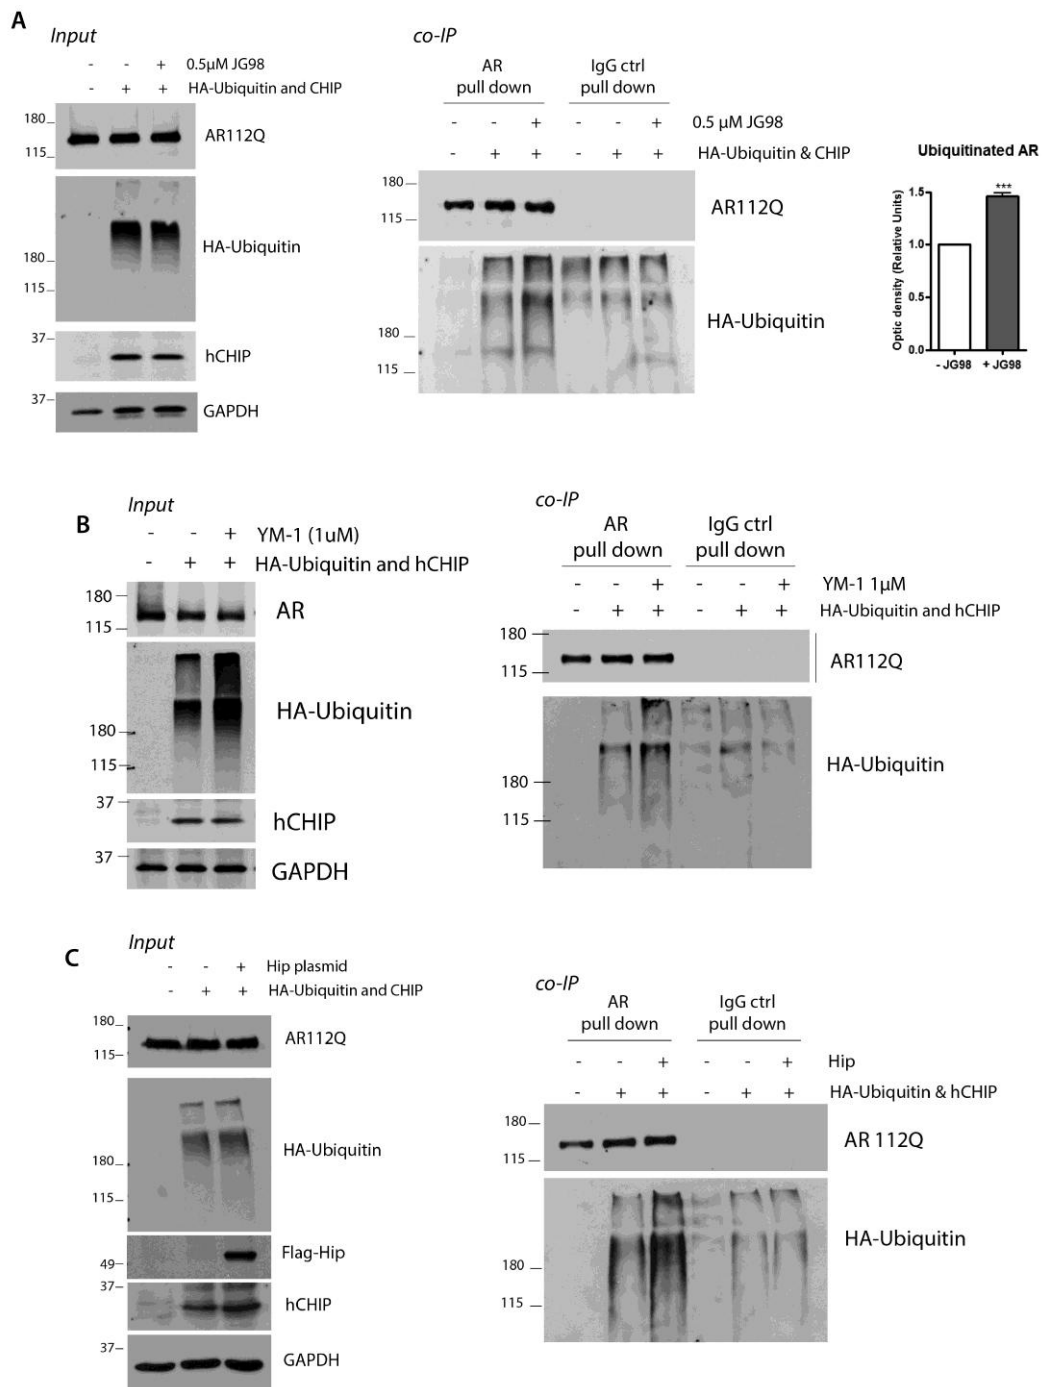 A
Input
- - + 0.5µM JG98
- + + HA-Ubiquitin and CHIP
180
115
AR112Q
HA-Ubiquitin
180
115
37
hCHIP
37
GAPDH
co-IP
AR pull down
IgG ctrl pull down
- - + - - + 0.5 µM JG98
- + + - + + HA-Ubiquitin & CHIP
180
115
AR112Q
HA-Ubiquitin
180
115
Ubiquitinated AR
Optic density (Relative Units)
1.5
1.0
0.5
0.0
***
- JG98 + JG98
B
Input
- - + YM-1 (1uM)
- + + HA-Ubiquitin and hCHIP
180
115
AR
HA-Ubiquitin
180
115
37
hCHIP
37
GAPDH
co-IP
AR pull down
IgG ctrl pull down
- - + - - + YM-1 1µM
- + + - + + HA-Ubiquitin and hCHIP
180
115
AR112Q
HA-Ubiquitin
180
115
C
Input
- - + Hip plasmid
- + + HA-Ubiquitin and CHIP
180
115
AR112Q
HA-Ubiquitin
180
115
Flag-Hip
49
37
hCHIP
37
GAPDH
co-IP
AR pull down
IgG ctrl pull down
- - + - - + Hip
- + + - + + HA-Ubiquitin & hCHIP
180
115
AR 112Q
HA-Ubiquitin
180
115